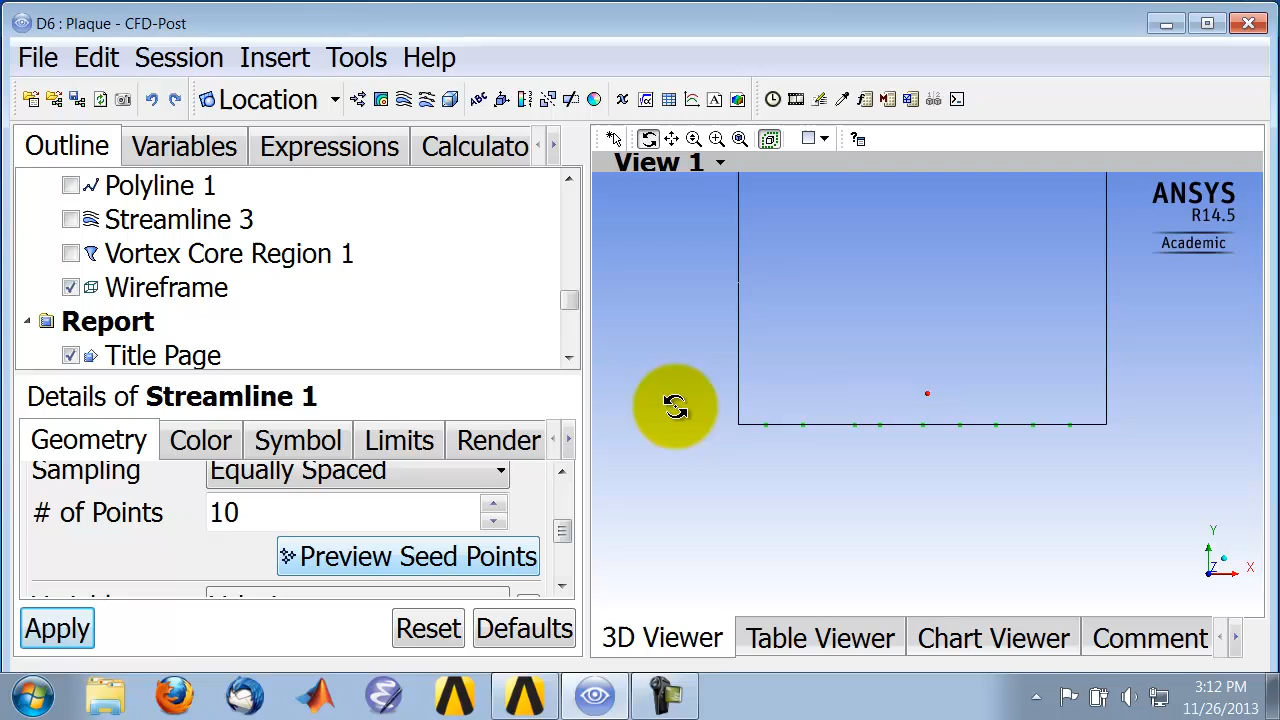 D6 : Plaque - CFD-Post
File Edit Session Insert Tools Help
Location
Outline Variables Expressions Calculato
View 1
Polyline 1
Streamline 3
Vortex Core Region 1
Wireframe
Report
Title Page
ANSYS
R14.5
Academic
Details of Streamline 1
Geometry Color Symbol Limits Render
Sampling Equally Spaced
# of Points 10
Preview Seed Points
Apply Reset Defaults
Y
Z X
3D Viewer Table Viewer Chart Viewer Comment
3:12 PM
11/26/2013